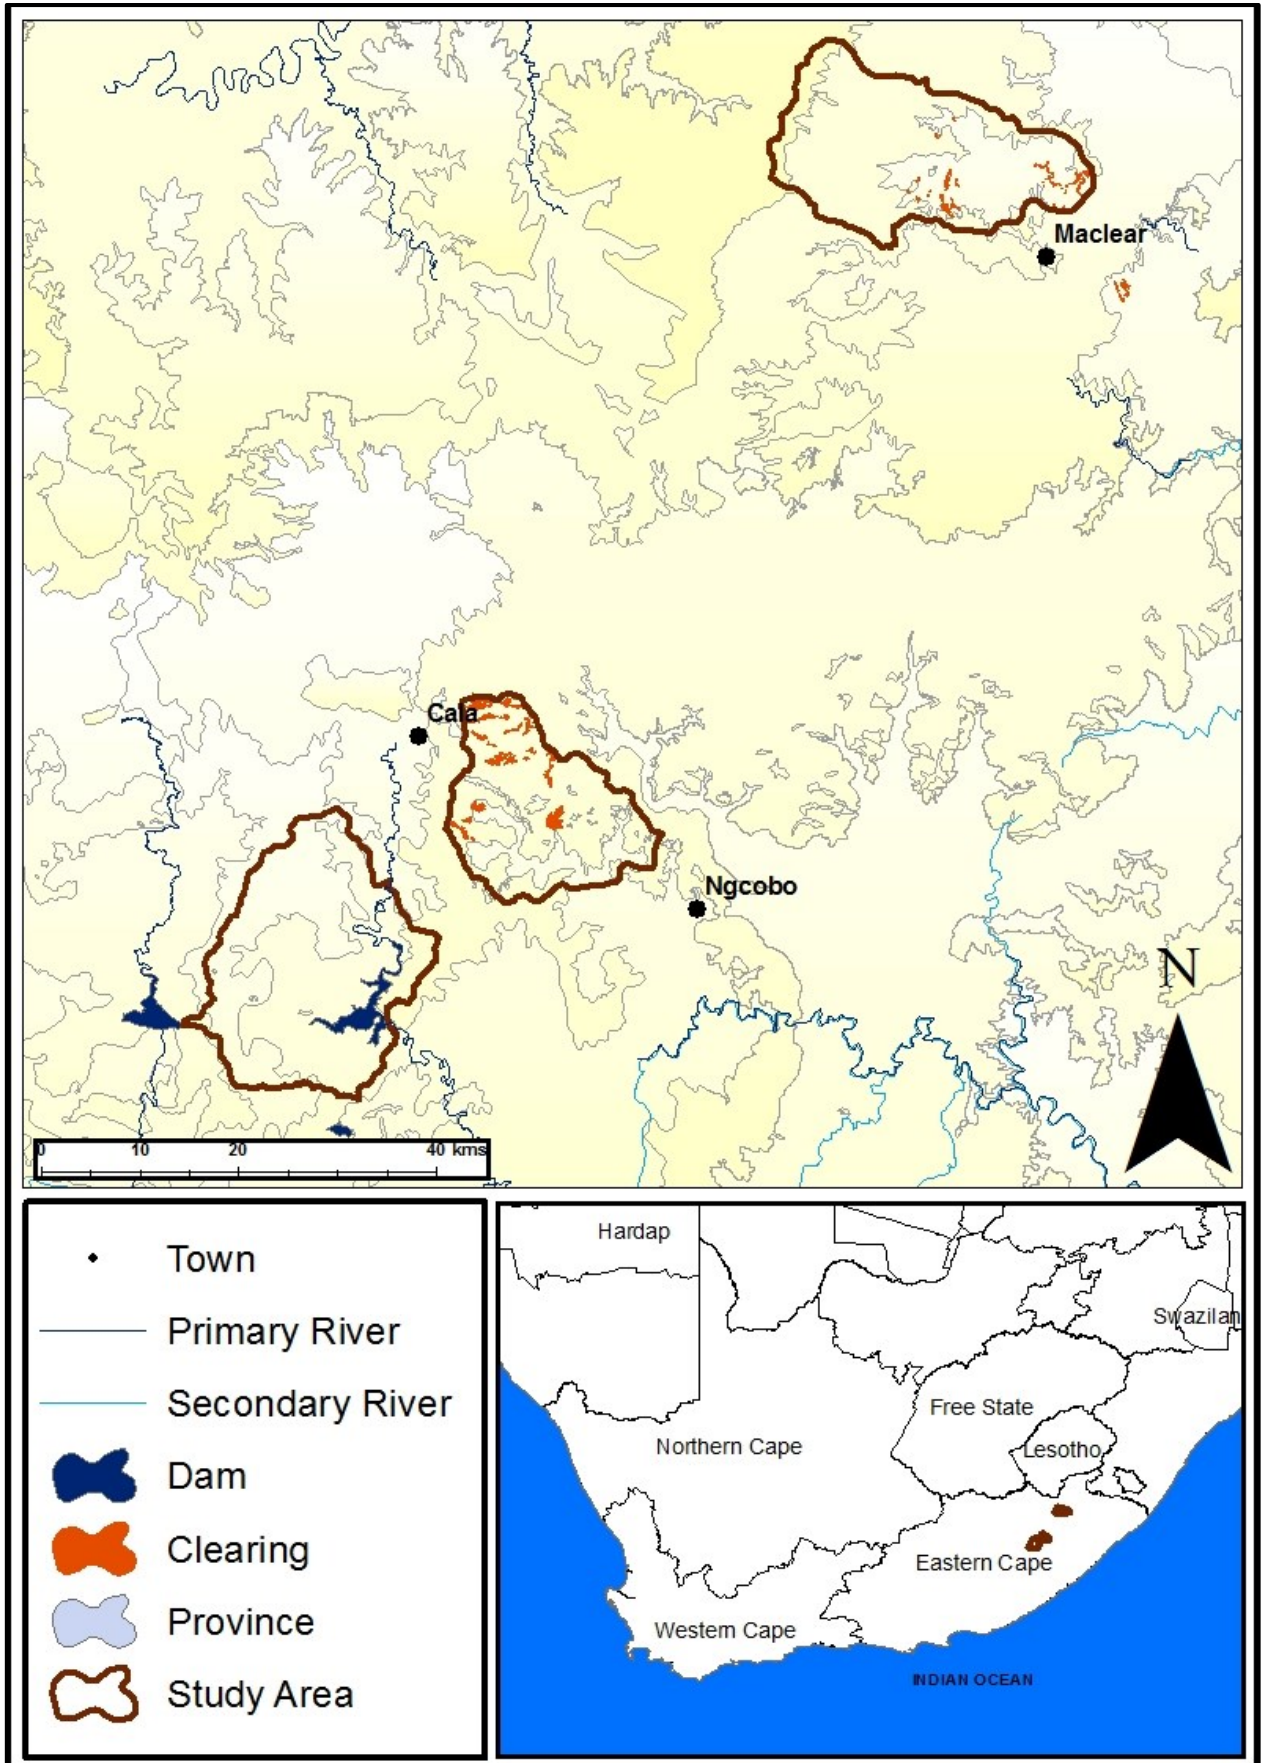 Maclear
Cala
Ngcobo
N
0 10 20 40 kms
Town
Primary River
Secondary River
Dam
Clearing
Province
Study Area
Hardap
Swazilan
Free State
Lesotho
Northern Cape
Eastern Cape
Western Cape
INDIAN OCEAN